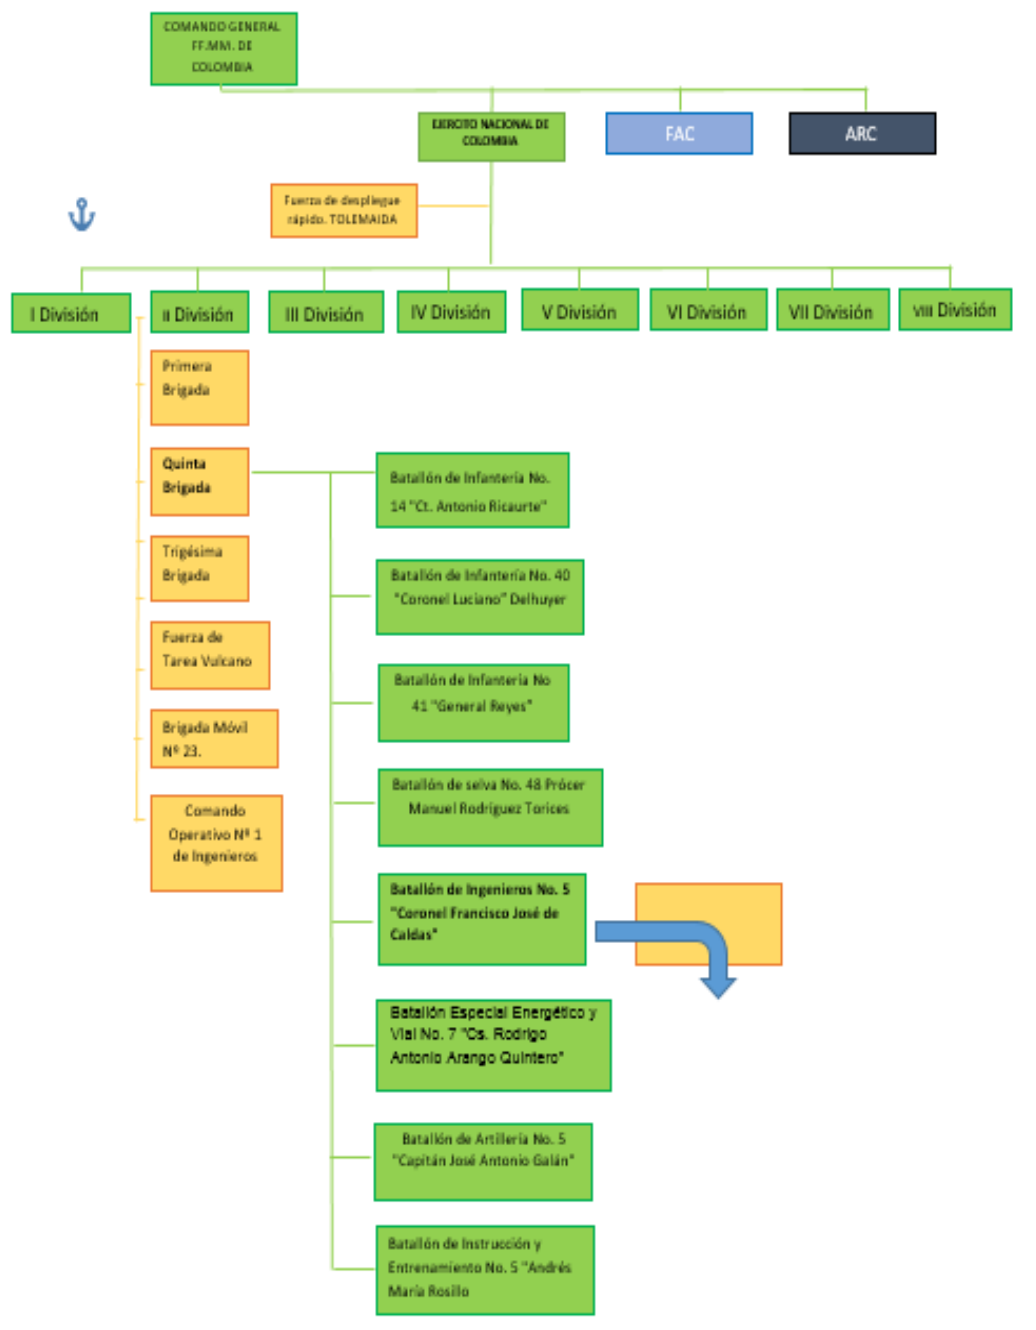 COMANDO GENERAL
FF.MM. DE
COLOMBIA
EJERCITO NACIONAL DE
COLOMBIA
FAC
ARC
Fuerza de despliegue
rápido. TOLEMAIDA
I División
II División
III División
IV División
V División
VI División
VII División
VIII División
Primera
Brigada
Quinta
Brigada
Trigésima
Brigada
Fuerza de
Tarea Vulcano
Brigada Móvil
Nº 23.
Comando
Operativo Nº 1
de Ingenieros
Batallón de Infantería No.
14 "Ct. Antonio Ricaurte"
Batallón de Infantería No. 40
"Coronel Luciano" Delhuyer
Batallón de Infantería No
41 "General Reyes"
Batallón de selva No. 48 Prócer
Manuel Rodríguez Torices
Batallón de Ingenieros No. 5
"Coronel Francisco José de
Caldas"
Batallón Especial Energético y
Vial No. 7 "Cs. Rodrigo
Antonio Arango Quintero"
Batallón de Artillería No. 5
"Capitán José Antonio Galán"
Batallón de Instrucción y
Entrenamiento No. 5 "Andrés
María Rosillo